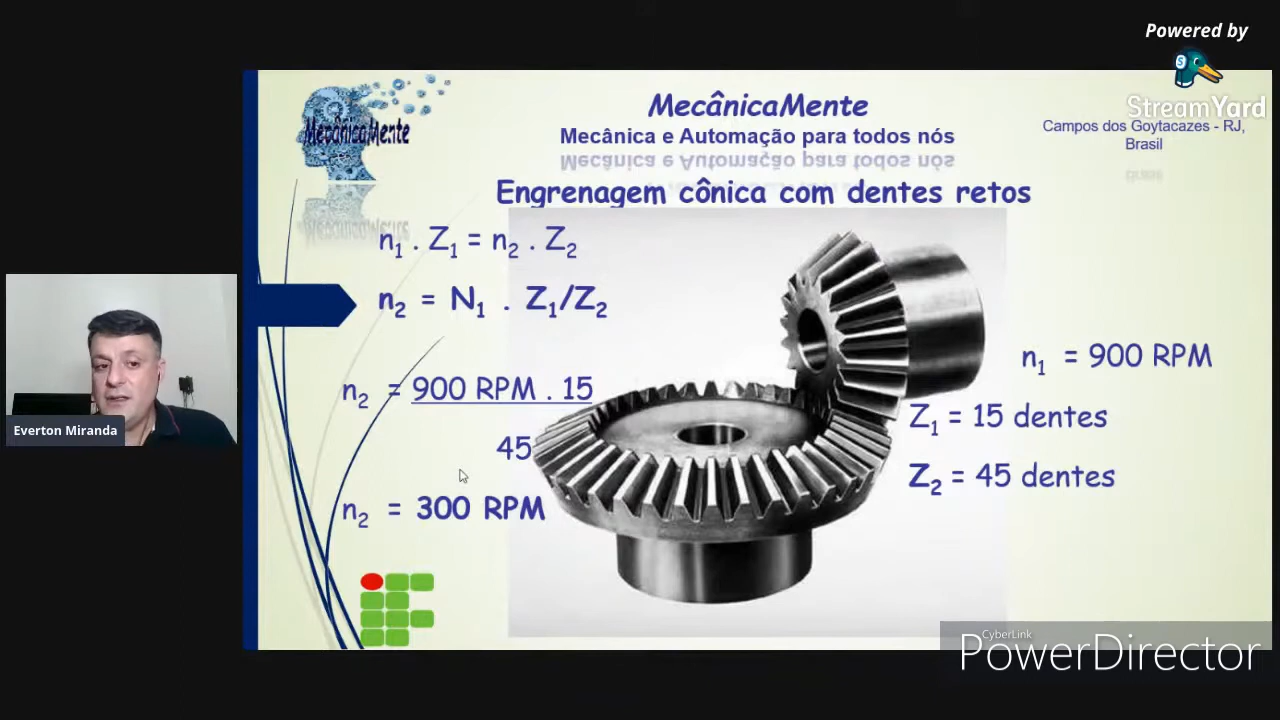 Powered by
StreamYard
MecânicaMente
MecânicaMente
Mecânica e Automação para todos nós
Campos dos Goytacazes - RJ,
Brasil
Engrenagem cônica com dentes retos
n₁ . Z₁ = n₂ . Z₂
n₂ = N₁ . Z₁/Z₂
n₁ = 900 RPM
n₂ = 900 RPM . 15
45
Z₁ = 15 dentes
Z₂ = 45 dentes
n₂ = 300 RPM
Everton Miranda
CyberLink
PowerDirector